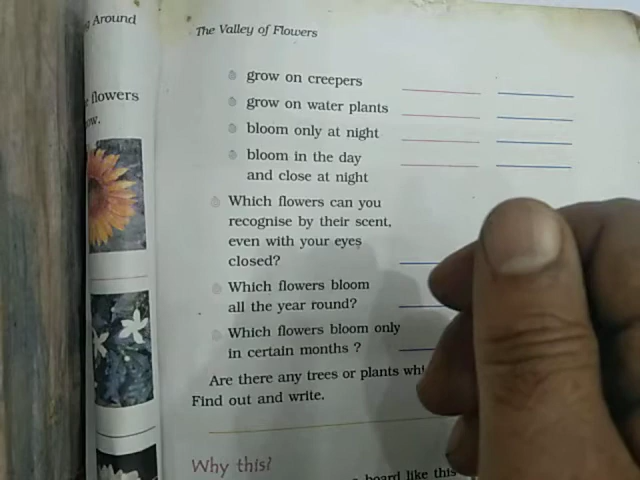 Around
The Valley of Flowers
flowers
grow on creepers
grow on water plants
bloom only at night
bloom in the day
and close at night
Which flowers can you
recognise by their scent,
even with your eyes
closed?
Which flowers bloom
all the year round?
Which flowers bloom only
in certain months ?
Are there any trees or plants
Find out and write.
Why this?
board like this